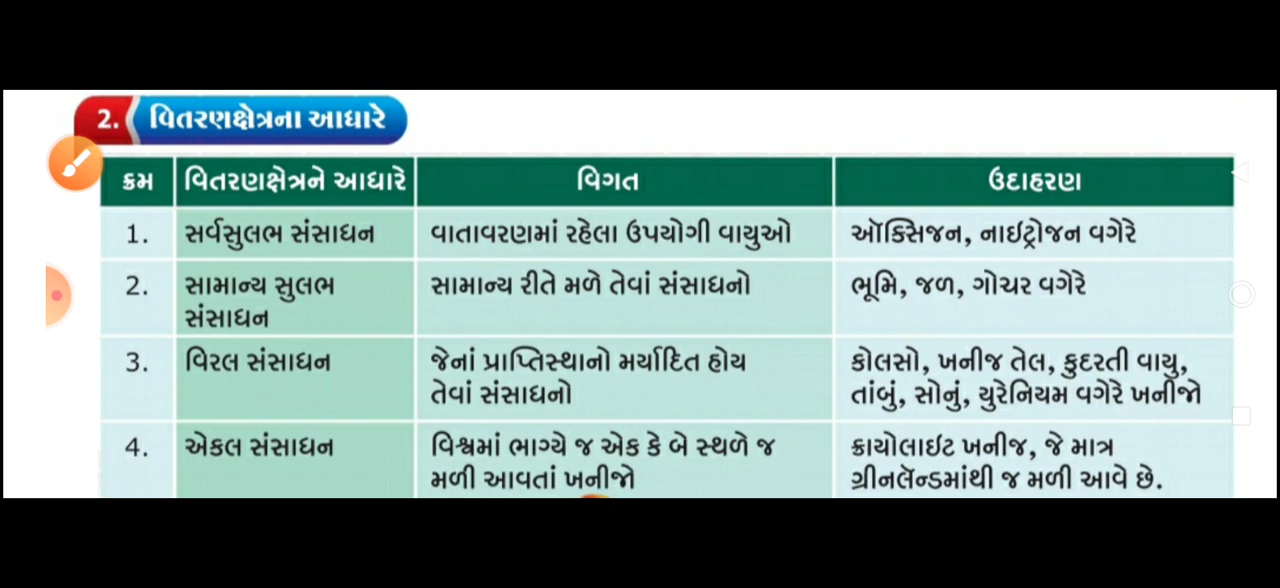 2. વિતરણક્ષેત્રના આધારે
ક્રમ વિતરણક્ષેત્રને આધારે વિગત ઉદાહરણ
1. સર્વસુલભ સંસાધન વાતાવરણમાં રહેલા ઉપયોગી વાયુઓ ઑક્સિજન, નાઈટ્રોજન વગેરે
2. સામાન્ય સુલભ સામાન્ય રીતે મળે તેવાં સંસાધનો ભૂમિ, જળ, ગોચર વગેરે
સંસાધન
3. વિરલ સંસાધન જેનાં પ્રાપ્તિસ્થાનો મર્યાદિત હોય કોલસો, ખનીજ તેલ, કુદરતી વાયુ,
તેવાં સંસાધનો તાંબું, સોનું, યુરેનિયમ વગેરે ખનીજો
4. એકલ સંસાધન વિશ્વમાં ભાગ્યે જ એક કે બે સ્થળે જ ક્રાયોલાઇટ ખનીજ, જે માત્ર
મળી આવતાં ખનીજો ગ્રીનલૅન્ડમાંથી જ મળી આવે છે.